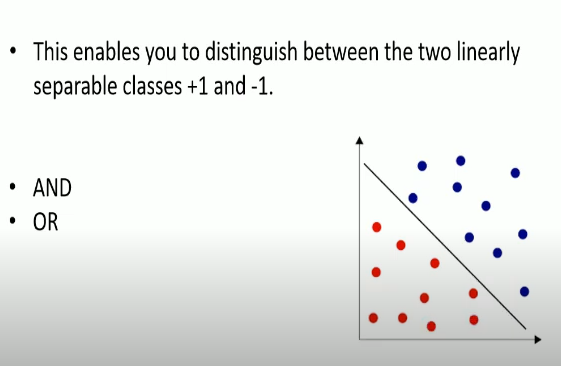 • This enables you to distinguish between the two linearly
separable classes +1 and -1.
• AND
• OR